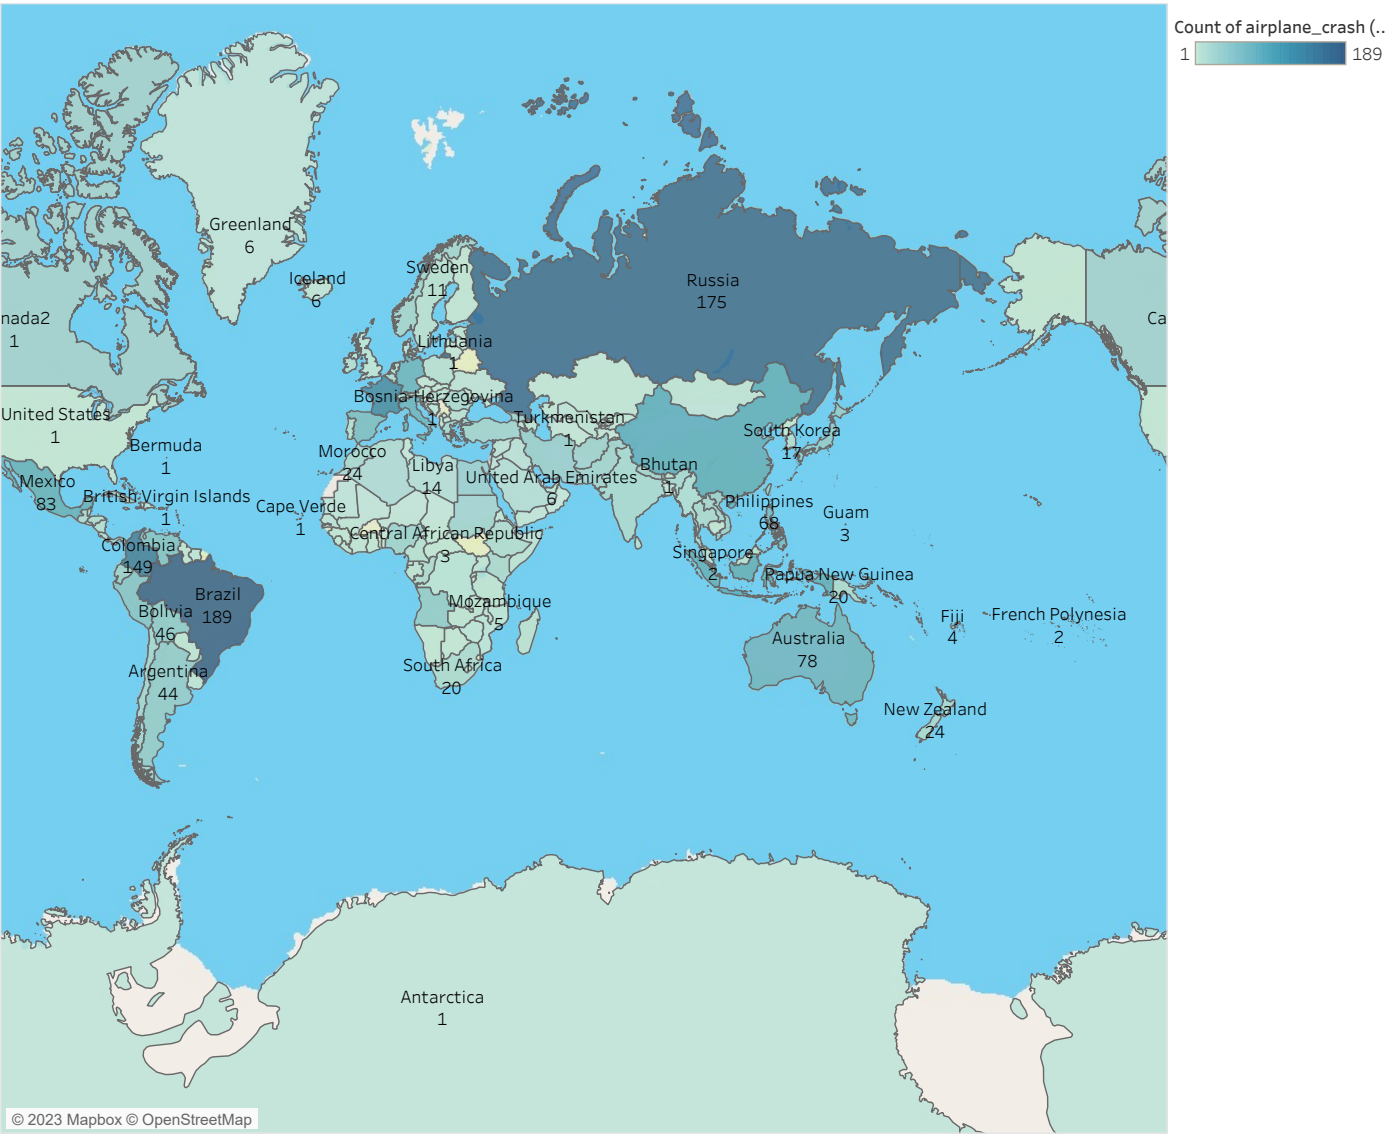 Count of airplane_crash (..
1
189
Greenland
6
Iceland
6
Sweden
11
Russia
175
nada2
1
Ca
Lithuania
1
Bosnia-Herzegovina
1
Turkmenistan
1
United States
1
South Korea
17
Bermuda
1
Morocco
24
Libya
14
United Arab Emirates
6
Bhutan
1
Mexico
83
British Virgin Islands
1
Cape Verde
1
Philippines
68
Guam
3
Central African Republic
3
Colombia
149
Singapore
2
Papua New Guinea
20
Brazil
189
Bolivia
46
Mozambique
5
Fiji
4
French Polynesia
2
Australia
78
Argentina
44
South Africa
20
New Zealand
24
Antarctica
1
© 2023 Mapbox © OpenStreetMap